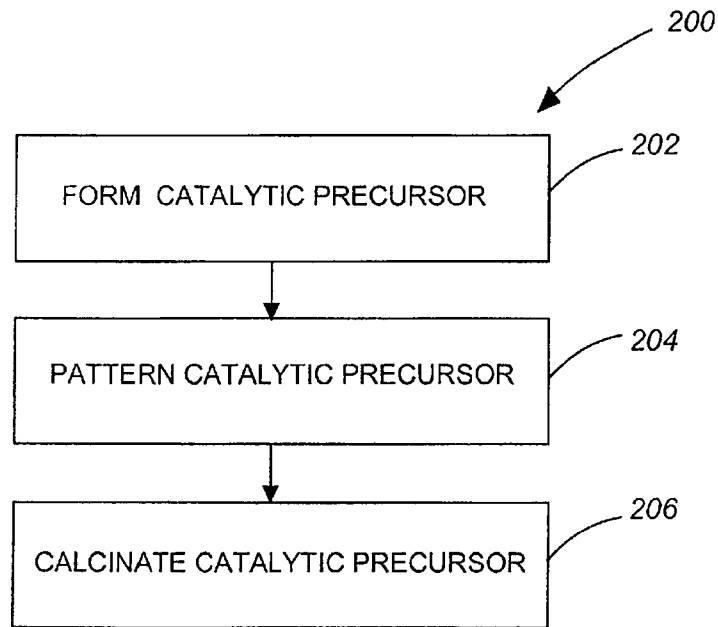 200
202
FORM CATALYTIC PRECURSOR
204
PATTERN CATALYTIC PRECURSOR
206
CALCINATE CATALYTIC PRECURSOR